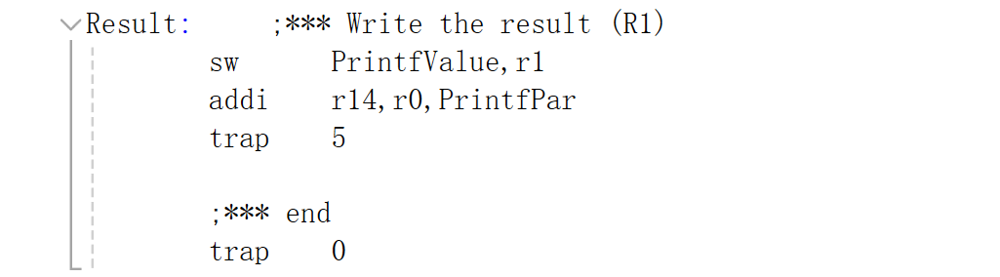 Result: ;*** Write the result (R1)
sw PrintfValue,r1
addi r14,r0,PrintfPar
trap 5
;*** end
trap 0